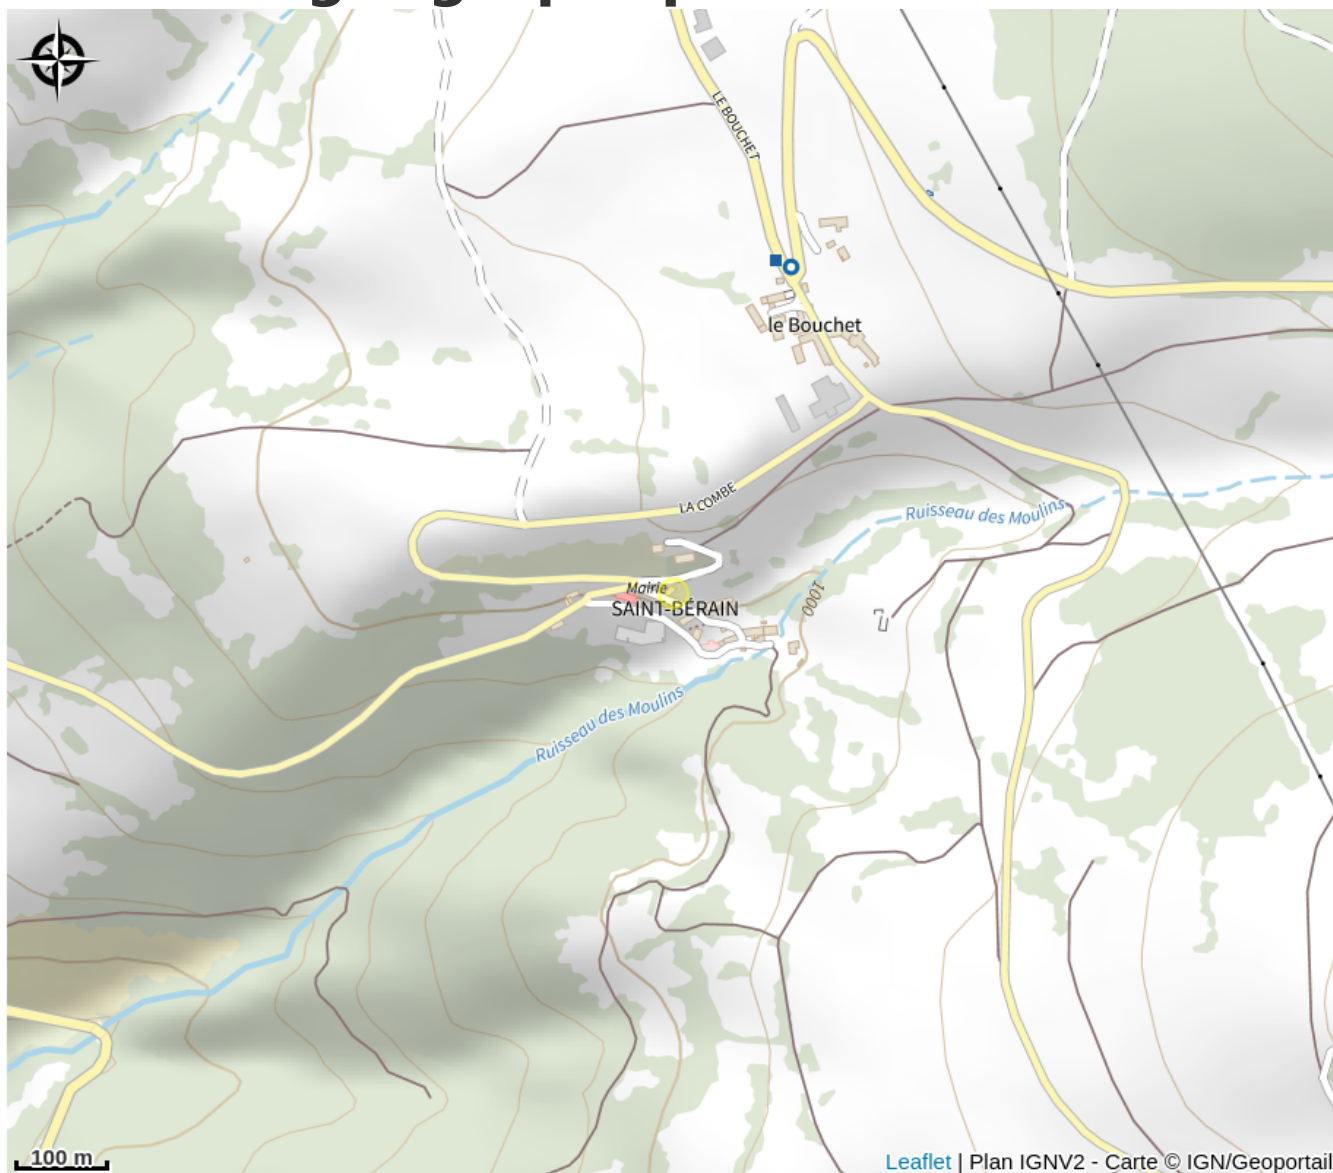 LE BOUCHET
le Bouchet
LA COMBE
Ruisseau des Moulins
Mairie
SAINT-BÉRAIN
1000
Ruisseau des Moulins
100 m
Leaflet | Plan IGNV2 - Carte © IGN/Geoportail